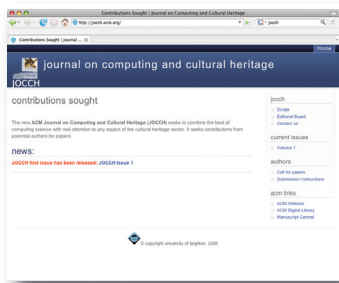 Contributions Sought | Journal on Computing and Cultural Heritage
http://jocch.acm.org/
jocch
Contributions Sought | Journal ...
Home
JOCCH
journal on computing and cultural heritage
contributions sought
The new ACM Journal on Computing and Cultural Heritage (JOCCH) seeks to combine the best of
computing science with real attention to any aspect of the cultural heritage sector. It seeks contributions from
potential authors for papers.
news:
JOCCH first issue has been released: JOCCH Issue 1
jocch
Scope
Editorial Board
Contact us
current issues
Volume 1
authors
Call for papers
Submission Instructions
acm links
ACM Website
ACM Digital Library
Manuscript Central
© copyright university of brighton, 2008.